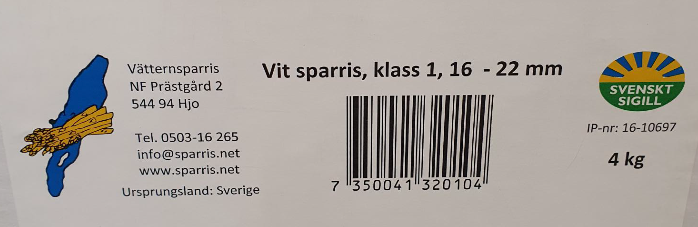 Vätternsparris
NF Prästgård 2
544 94 Hjo
Tel. 0503-16 265
info@sparris.net
www.sparris.net
Ursprungsland: Sverige
Vit sparris, klass 1, 16 - 22 mm
7 350041 320104
SVENSKT
SIGILL
IP-nr: 16-10697
4 kg